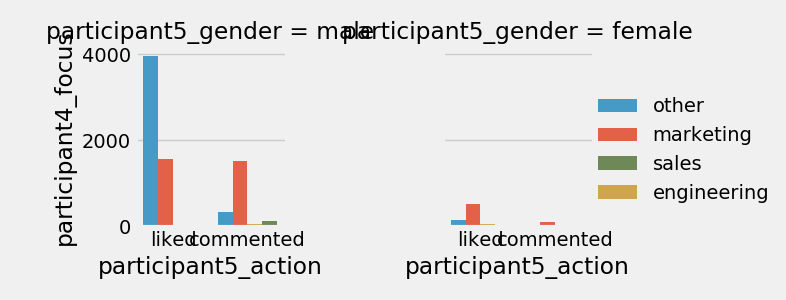 participant5_gender = male
participant5_gender = female
participant4_focus
4000
2000
0
liked
commented
liked
commented
participant5_action
participant5_action
other
marketing
sales
engineering